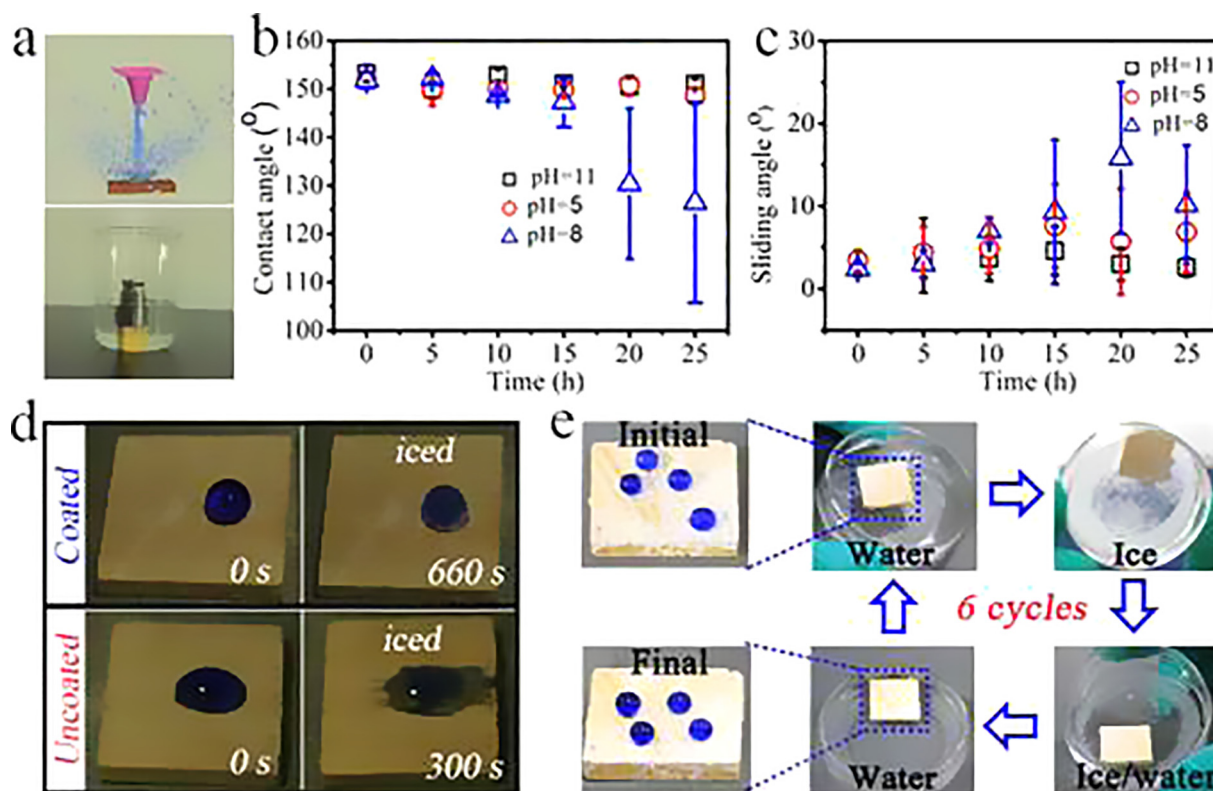 a
b
160
150
140
130
120
110
100
Contact angle (°)
pH=11
pH=5
pH=8
0 5 10 15 20 25
Time (h)
c
30
20
10
0
Sliding angle (°)
pH=11
pH=5
pH=8
0 5 10 15 20 25
Time (h)
d
Coated
0 s
iced
660 s
Uncoated
0 s
iced
300 s
e
Initial
Water
Ice
6 cycles
Final
Water
Ice/water